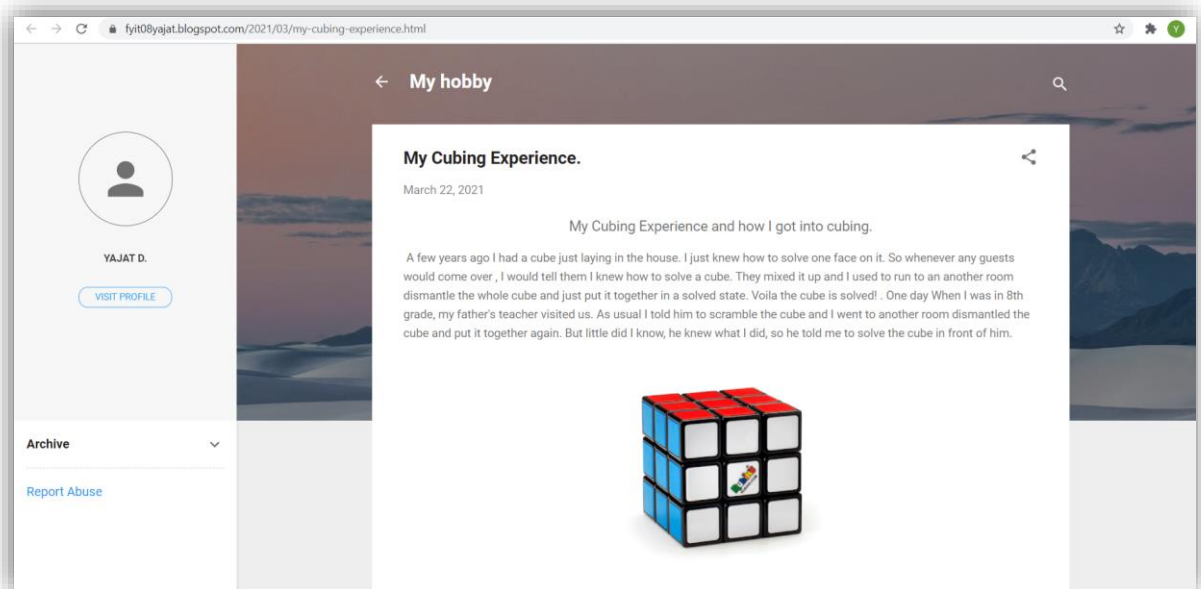 fyit08yajat.blogspot.com/2021/03/my-cubing-experience.html
Y
My hobby
My Cubing Experience.
March 22, 2021
My Cubing Experience and how I got into cubing.
A few years ago I had a cube just laying in the house. I just knew how to solve one face on it. So whenever any guests
would come over , I would tell them I knew how to solve a cube. They mixed it up and I used to run to an another room
dismantle the whole cube and just put it together in a solved state. Voila the cube is solved! . One day When I was in 8th
grade, my father's teacher visited us. As usual I told him to scramble the cube and I went to another room dismantled the
cube and put it together again. But little did I know, he knew what I did, so he told me to solve the cube in front of him.
YAJAT D.
VISIT PROFILE
Archive
Report Abuse